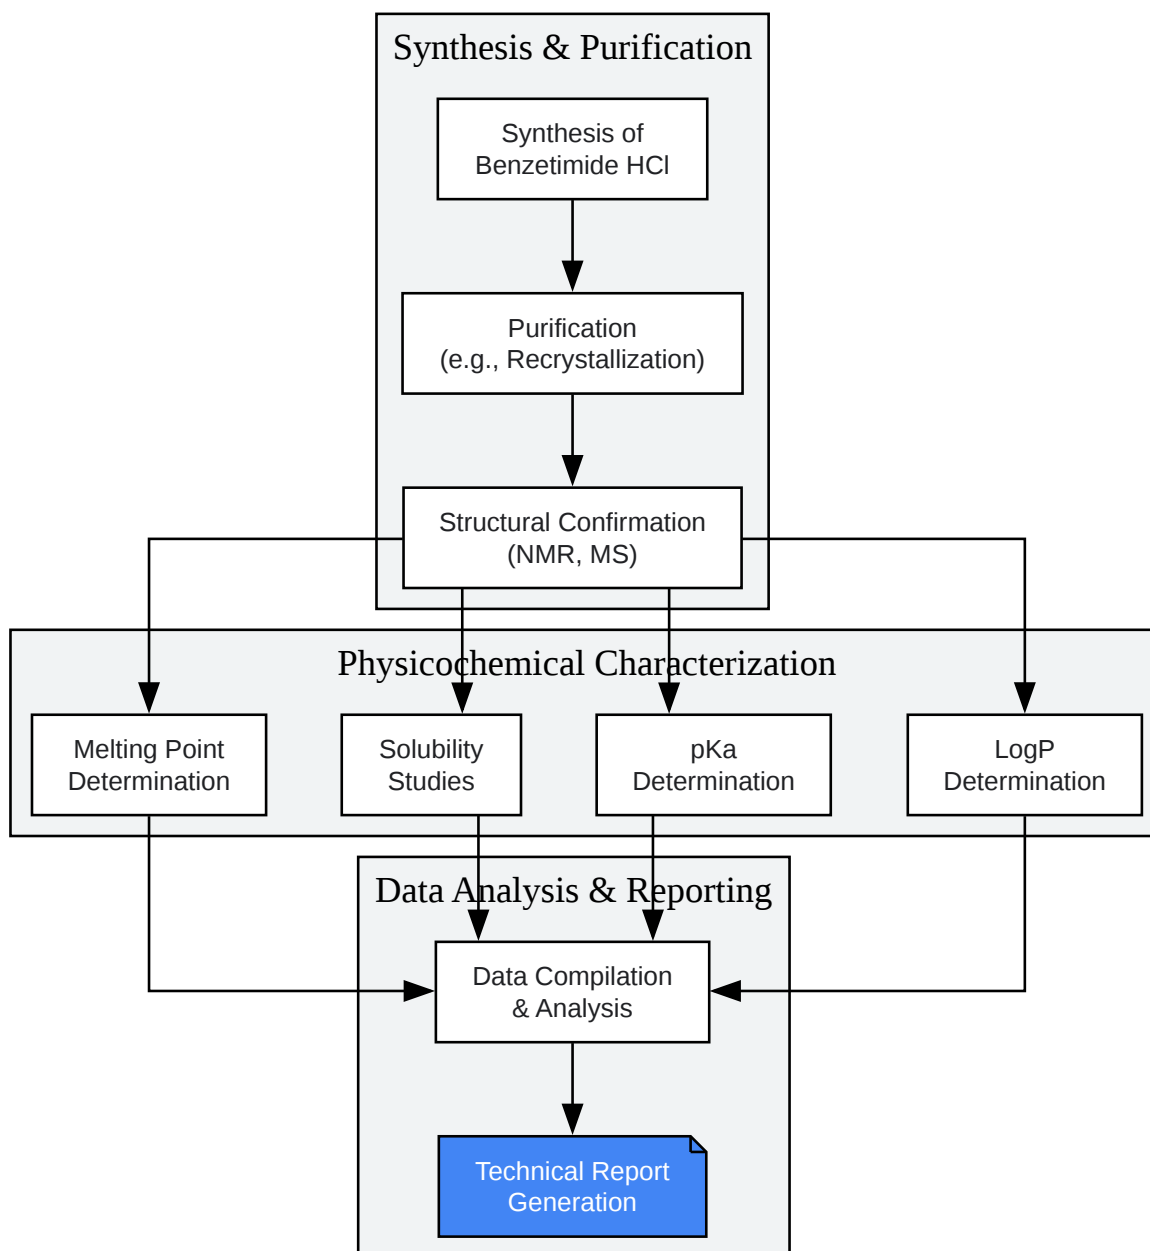 Synthesis & Purification
Synthesis of
Benzetimide HCl
Purification
(e.g., Recrystallization)
Structural Confirmation
(NMR, MS)
Physicochemical Characterization
Melting Point
Determination
Solubility
Studies
pKa
Determination
LogP
Determination
Data Analysis & Reporting
Data Compilation
& Analysis
Technical Report
Generation